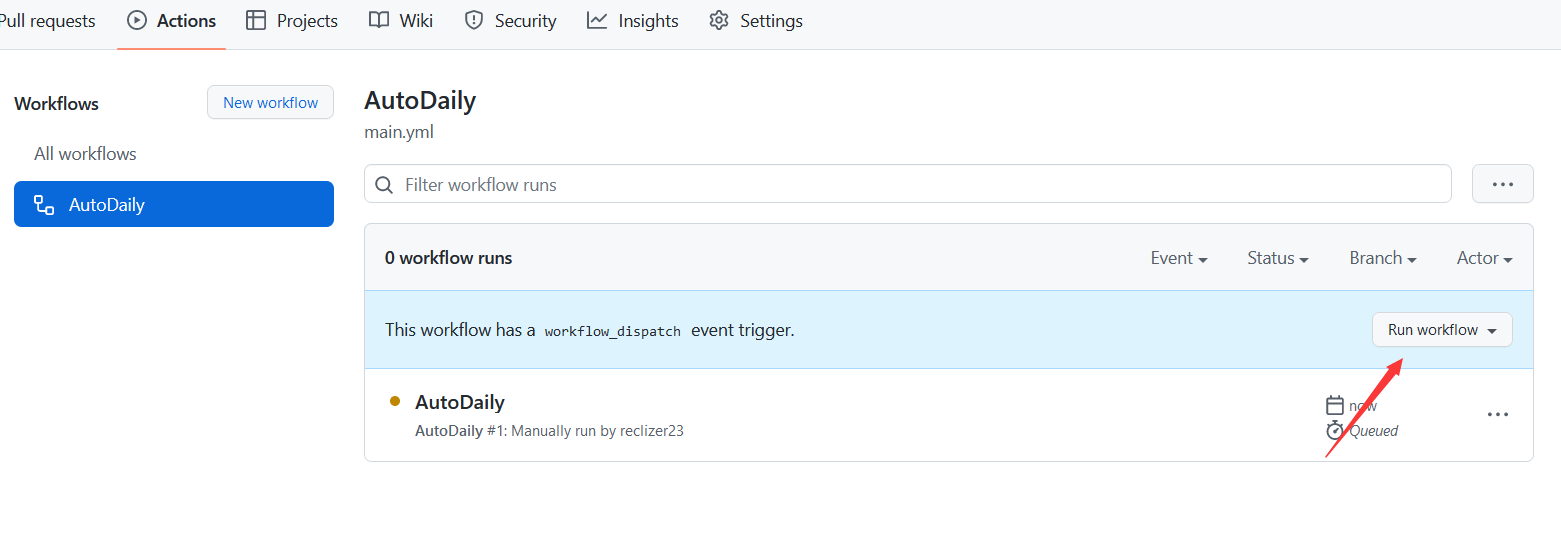 Pull requests Actions Projects Wiki Security Insights Settings
Workflows
New workflow
All workflows
AutoDaily
AutoDaily
main.yml
Filter workflow runs
0 workflow runs
Event Status Branch Actor
This workflow has a workflow_dispatch event trigger.
Run workflow
AutoDaily
AutoDaily #1: Manually run by reclizer23
now
Queued